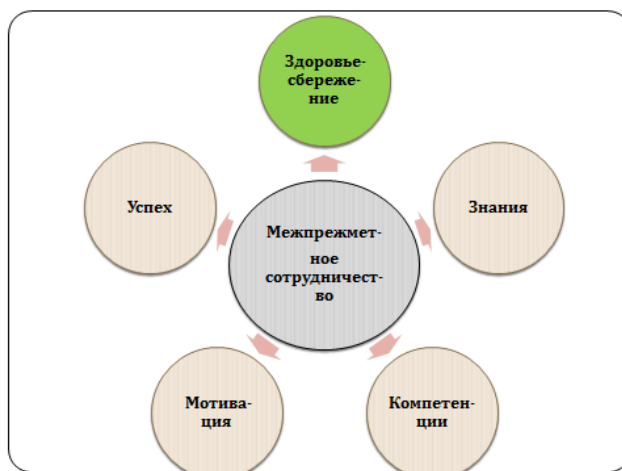 Здоровье-
сбереже-
ние
Успех
Знания
Межпрежмет-
ное
сотрудничест-
во
Мотива-
ция
Компетен-
ции